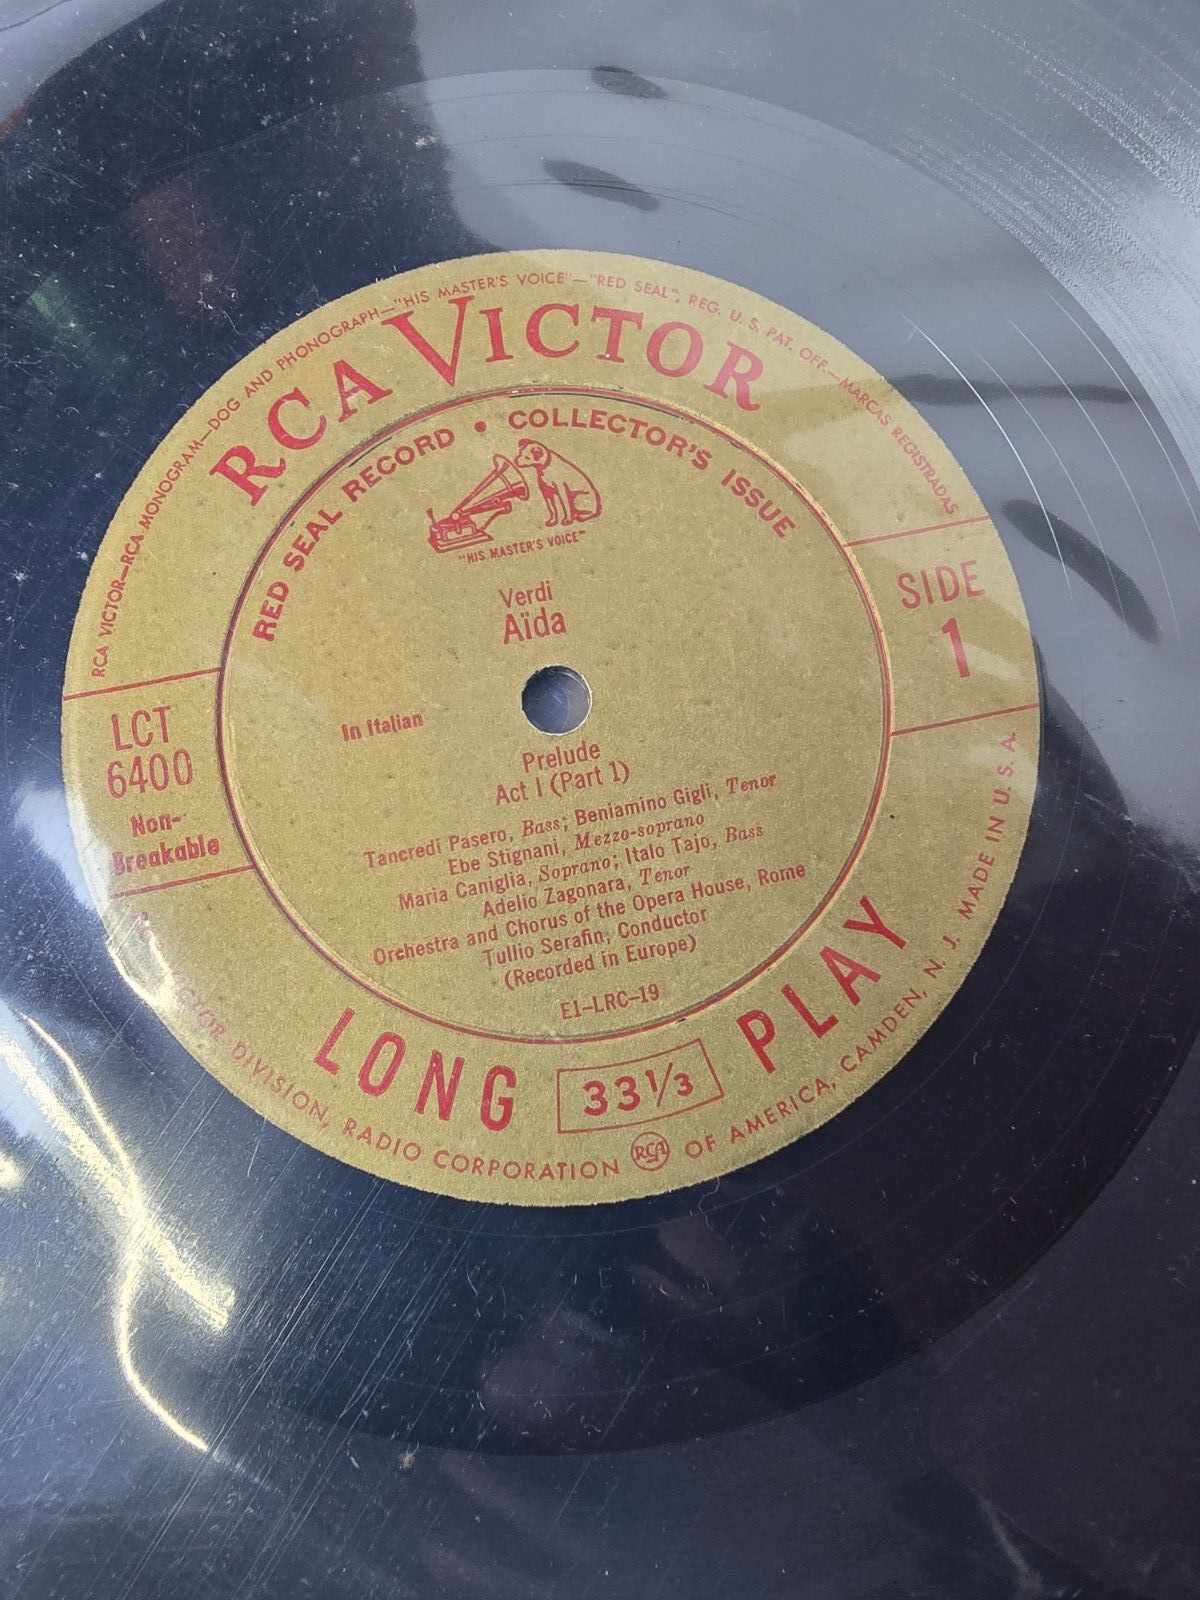 RCA VICTOR—RCA MONOGRAM—DOG AND PHONOGRAPH—"HIS MASTER'S VOICE"—"RED SEAL", REG. U. S. PAT. OFF.—MARCAS REGISTRADAS
RCA VICTOR
RED SEAL RECORD • COLLECTOR'S ISSUE
"HIS MASTER'S VOICE"
Verdi
Aïda
SIDE
1
LCT
6400
Non-
Breakable
In Italian
Prelude
Act I (Part 1)
Tancredi Pasero, Bass; Beniamino Gigli, Tenor
Ebe Stignani, Mezzo-soprano
Maria Caniglia, Soprano; Italo Tajo, Bass
Adelio Zagonara, Tenor
Orchestra and Chorus of the Opera House, Rome
Tullio Serafin, Conductor
(Recorded in Europe)
E1-LRC-19
LONG 33 1/3 PLAY
DIVISION, RADIO CORPORATION RCA OF AMERICA, CAMDEN, N. J. MADE IN U. S. A.